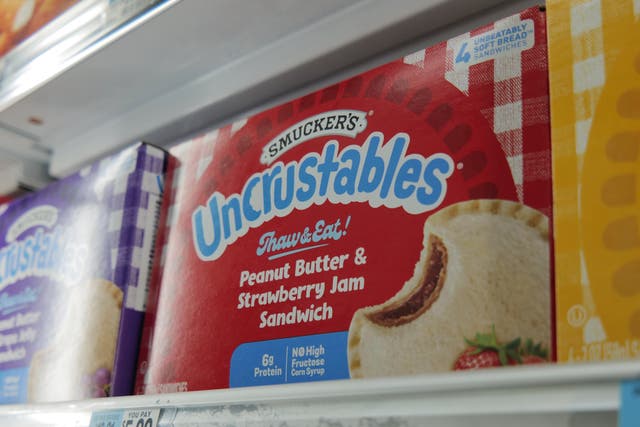 4 UNBEATABLY
SOFT BREAD
SANDWICHES
SMUCKER'S
UNCRUSTABLES
Thaw & Eat!
Peanut Butter &
Strawberry Jam
Sandwich
6g
Protein
NO High
Fructose
Corn Syrup
SMUCKER'S
YOU PAY